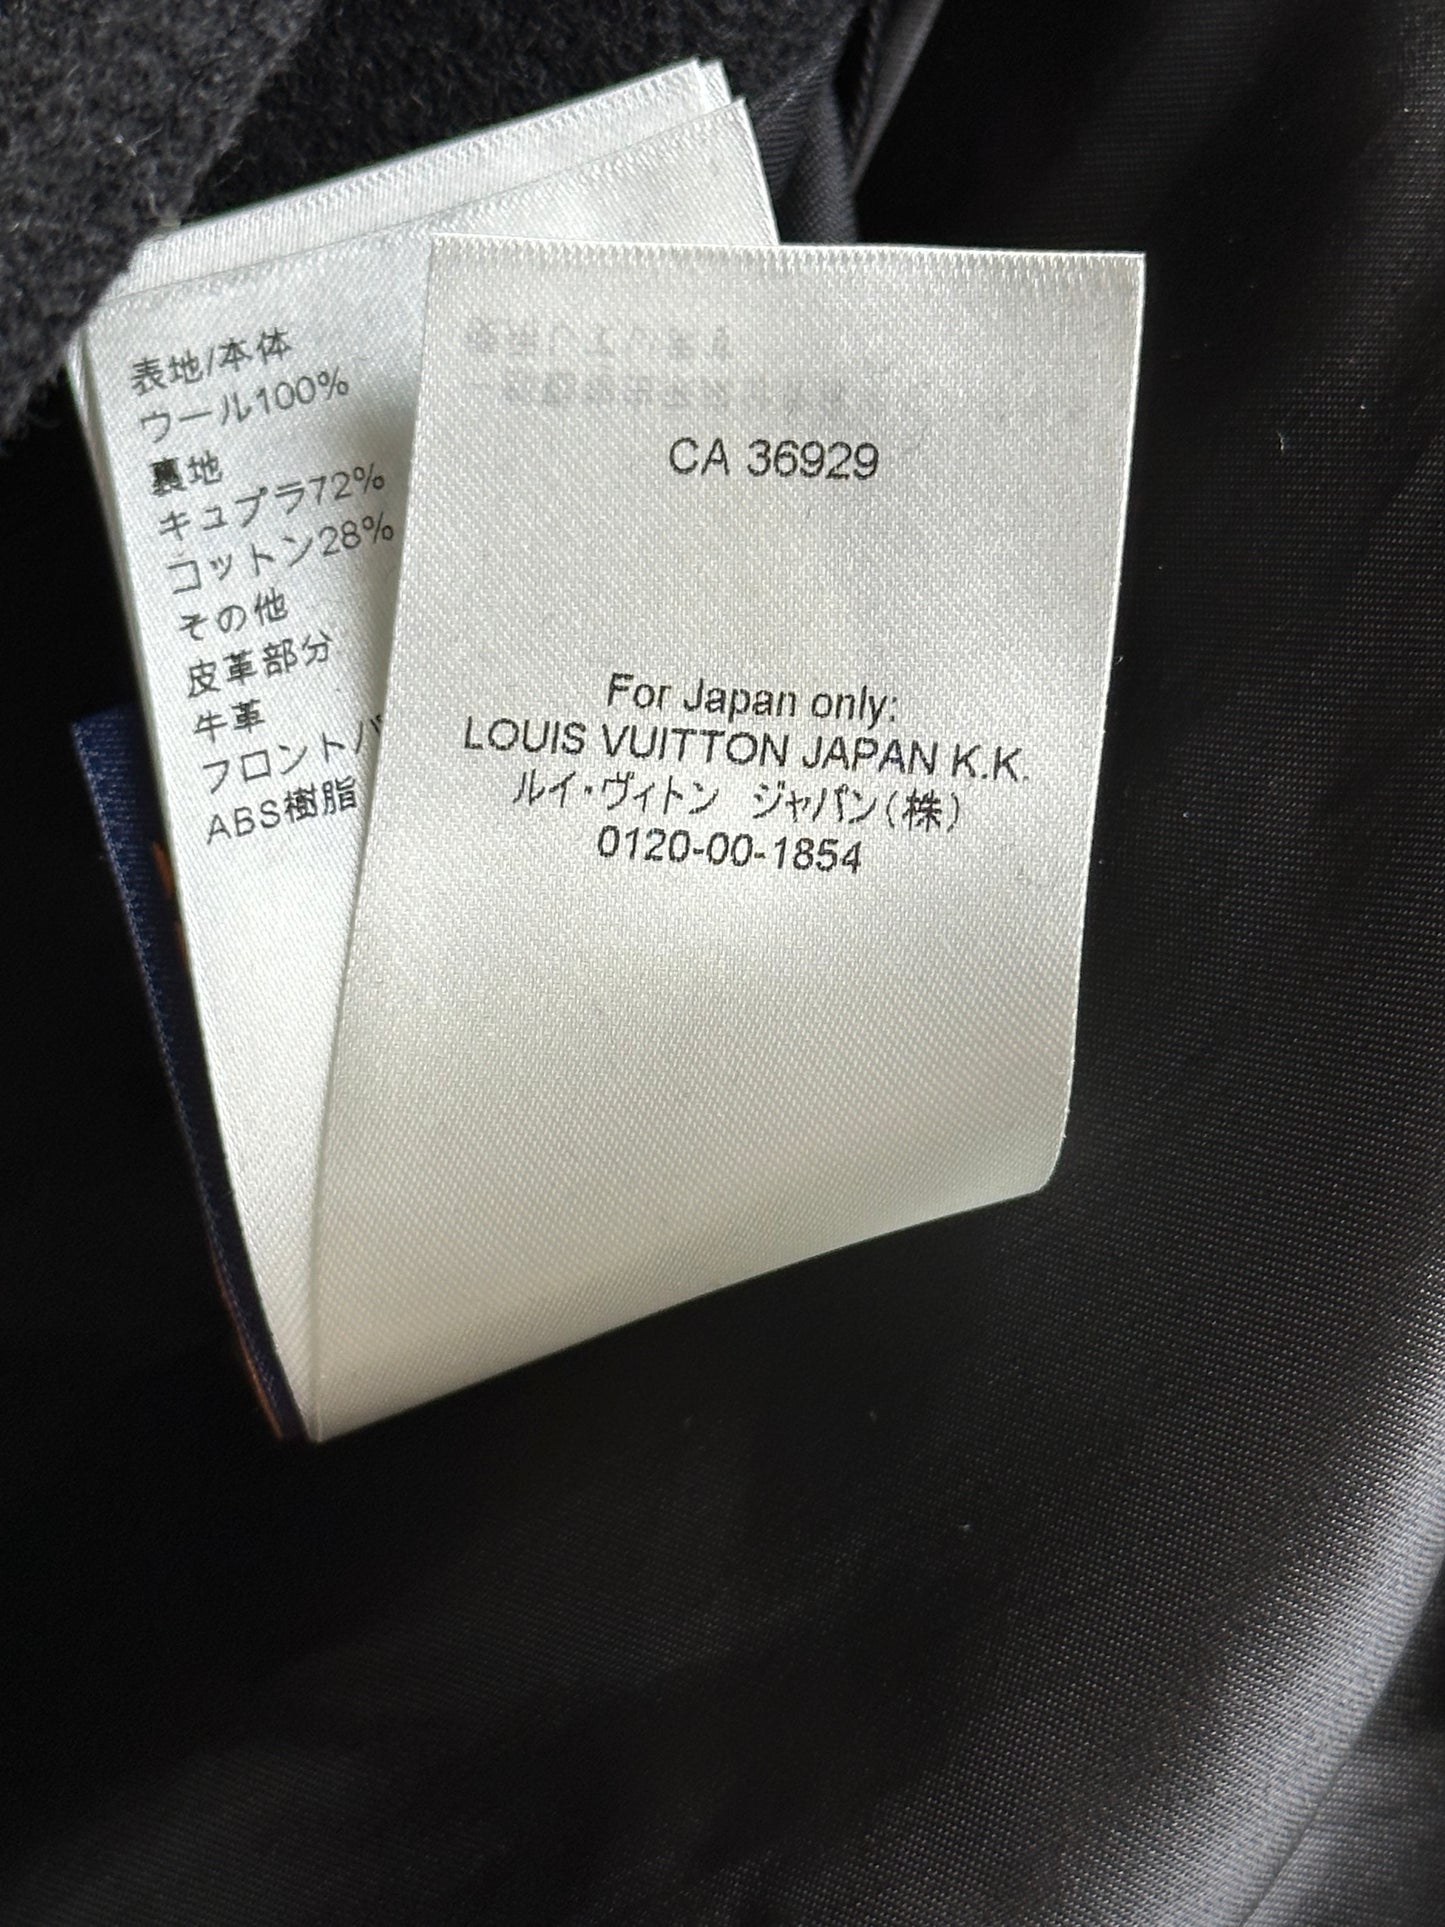 表地/本体
ウール100%
裏地
キュプラ72%
コットン28%
その他
皮革部分
牛革
フロント
ABS樹脂
CA 36929
For Japan only:
LOUIS VUITTON JAPAN K.K.
ルイ・ヴィトン ジャパン(株)
0120-00-1854